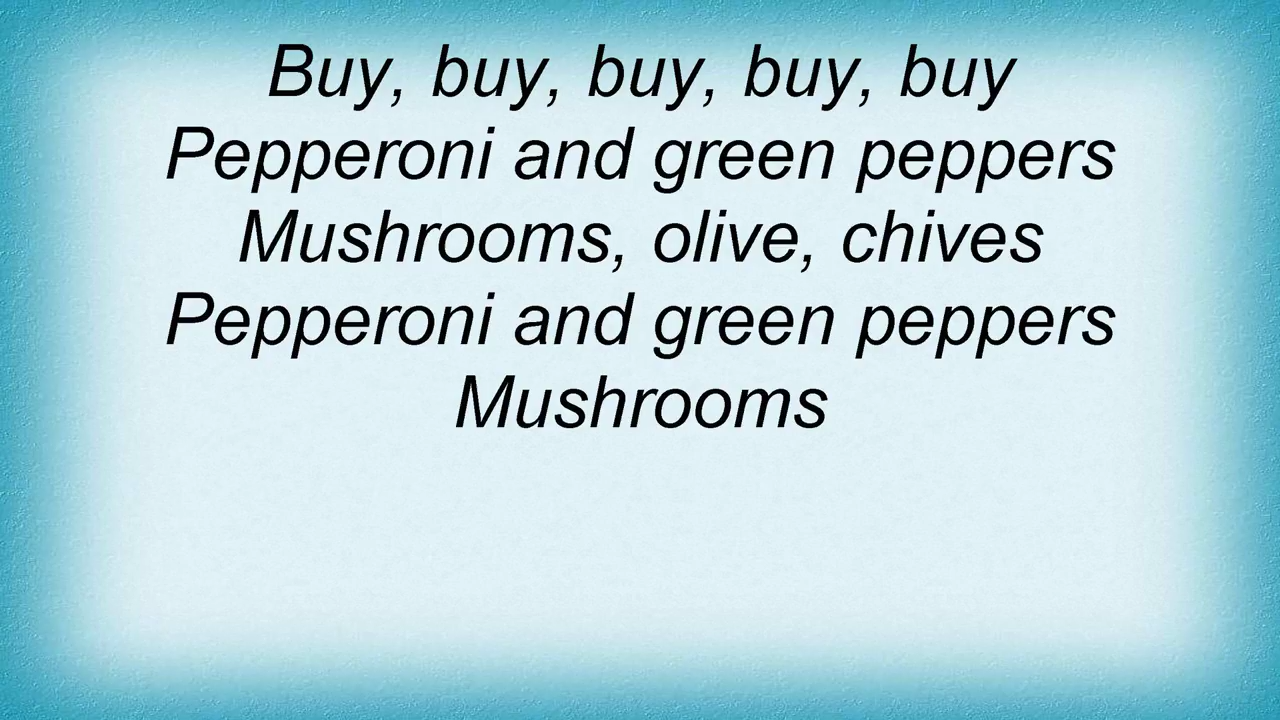 Buy, buy, buy, buy, buy
Pepperoni and green peppers
Mushrooms, olive, chives
Pepperoni and green peppers
Mushrooms